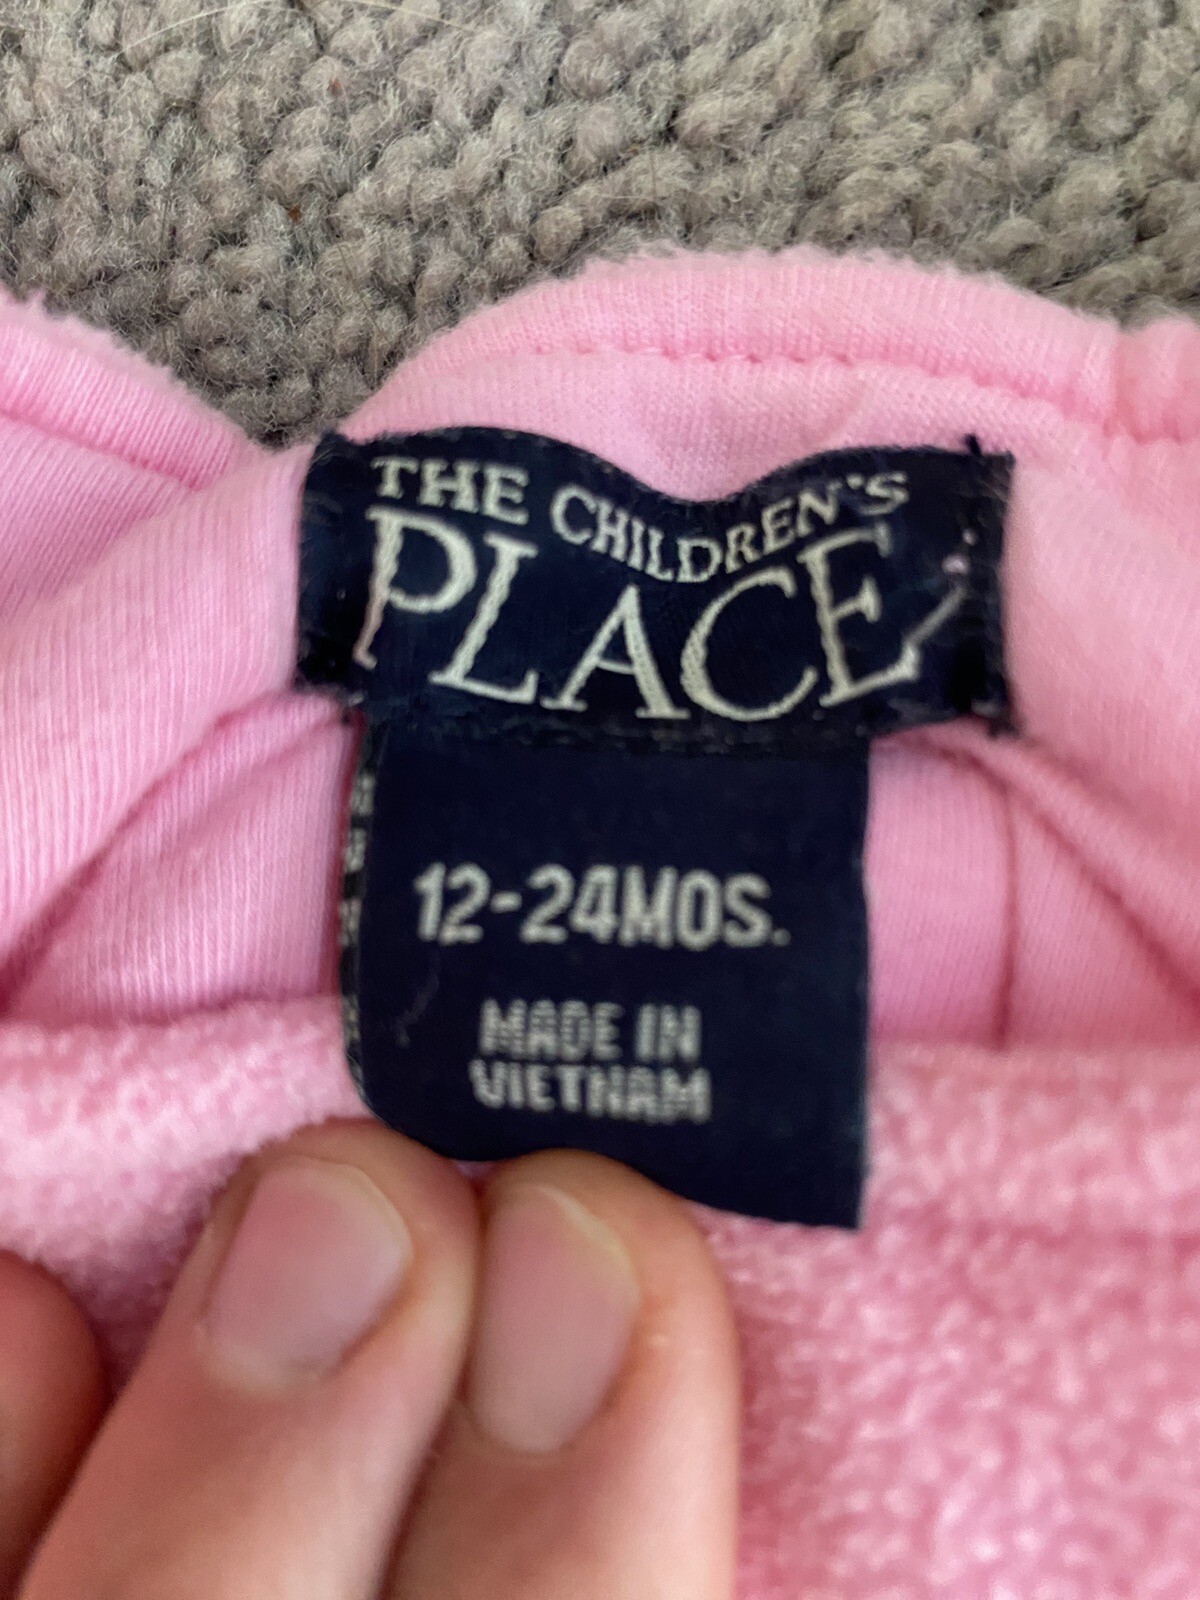 THE CHILDREN'S
PLACE
12-24MOS.
MADE IN
VIETNAM